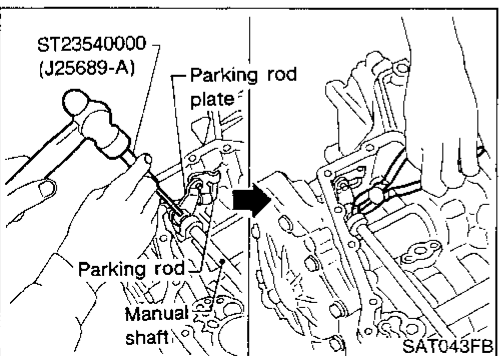 ST23540000
(J25689-A)
Parking rod
plate
Parking rod
Manual
shaft
SAT043FB